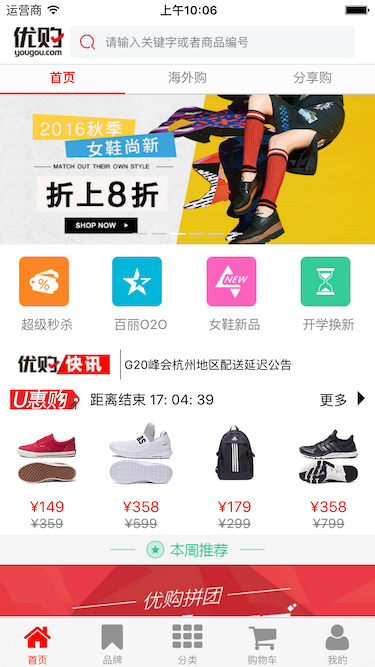 运营商 上午10:06
优购
yougou.com
请输入关键字或者商品编号
首页 海外购 分享购
2016秋季
女鞋尚新
MATCH OUT THEIR OWN STYLE
折上8折
SHOP NOW
%
NEW
超级秒杀 百丽O2O 女鞋新品 开学换新
优购 快讯 G20峰会杭州地区配送延迟公告
U惠购 距离结束 17: 04: 39 更多
¥149 ¥358 ¥179 ¥358
¥359 ¥599 ¥299 ¥799
本周推荐
优购拼团
首页 品牌 分类 购物车 我的